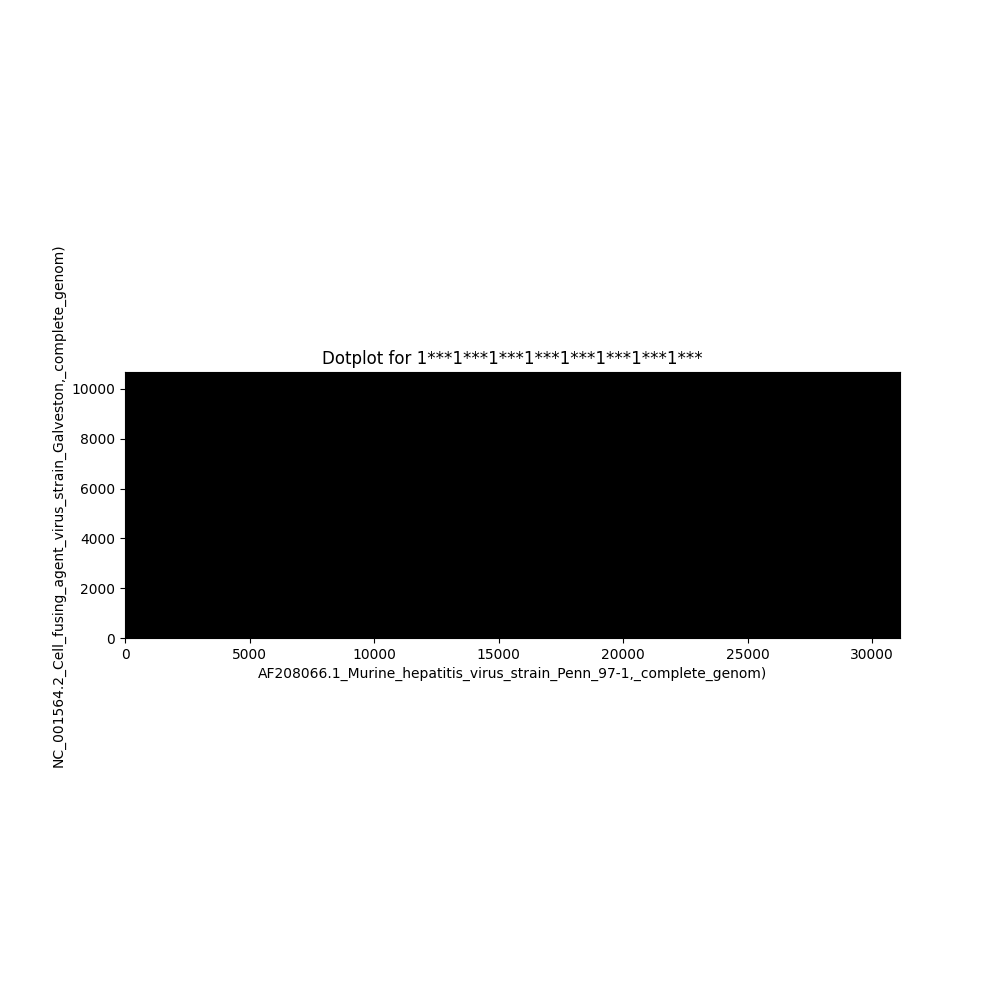 Dotplot for 1***1***1***1***1***1***1***1***
NC_001564.2_Cell_fusing_agent_virus_strain_Galveston,_complete_genom)
10000
8000
6000
4000
2000
0
0 5000 10000 15000 20000 25000 30000
AF208066.1_Murine_hepatitis_virus_strain_Penn_97-1,_complete_genom)